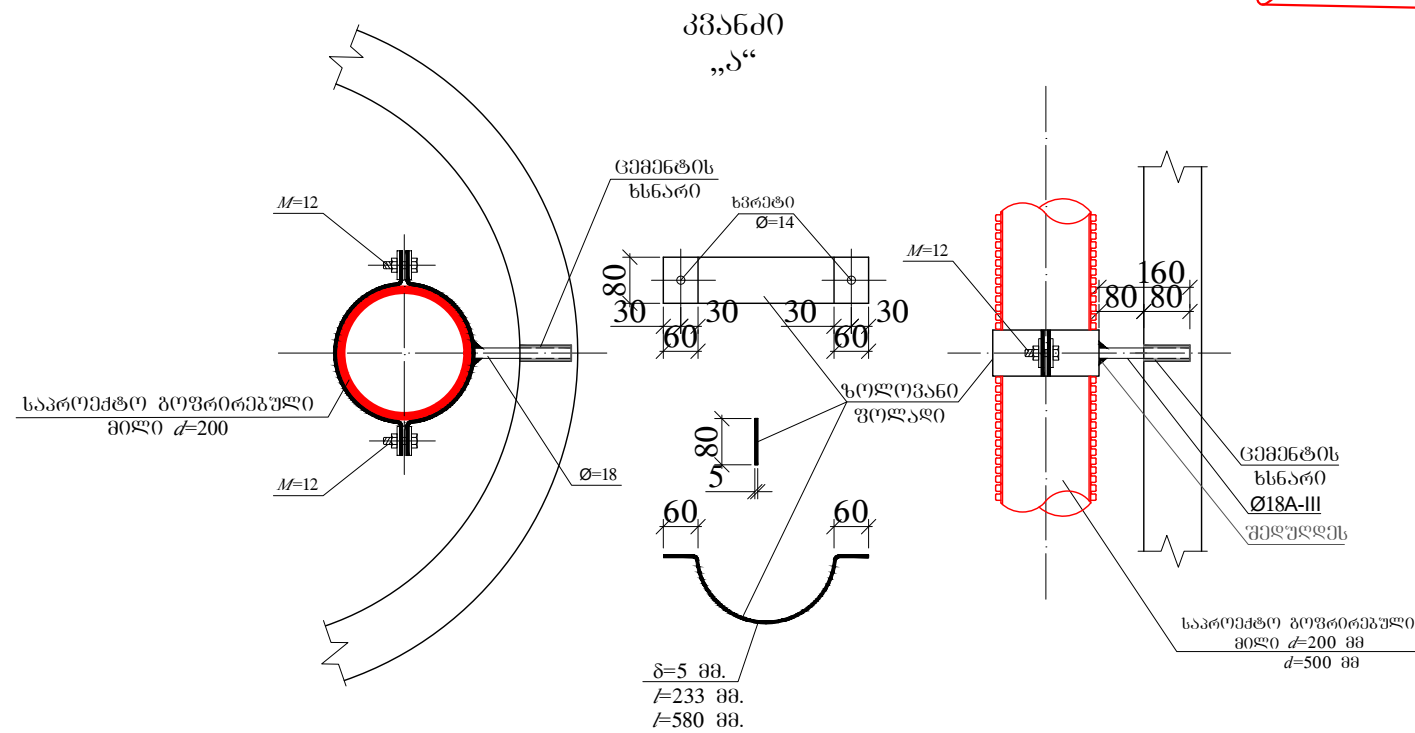 კვანძი
„ა“
ცემენტის
ხსნარი
M=12
საპროექტო გოფრირებული
მილი d=200
M=12
Ø=18
ხვრეტი
Ø=14
80
30
30
30
30
60
60
ზოლოვანი
ფოლადი
80
5
60
60
δ=5 მმ.
l=233 მმ.
l=580 მმ.
M=12
160
80
80
ცემენტის
ხსნარი
Ø18A-III
შედუღდეს
საპროექტო გოფრირებული
მილი d=200 მმ
d=500 მმ